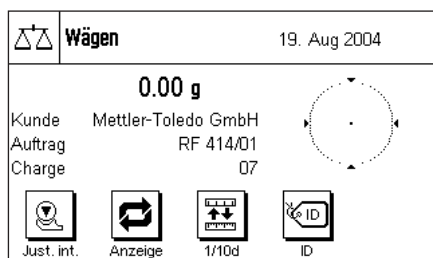 Wägen 19. Aug 2004
0.00 g
Kunde Mettler-Toledo GmbH
Auftrag RF 414/01
Charge 07
ID
Just. int. Anzeige 1/10d ID